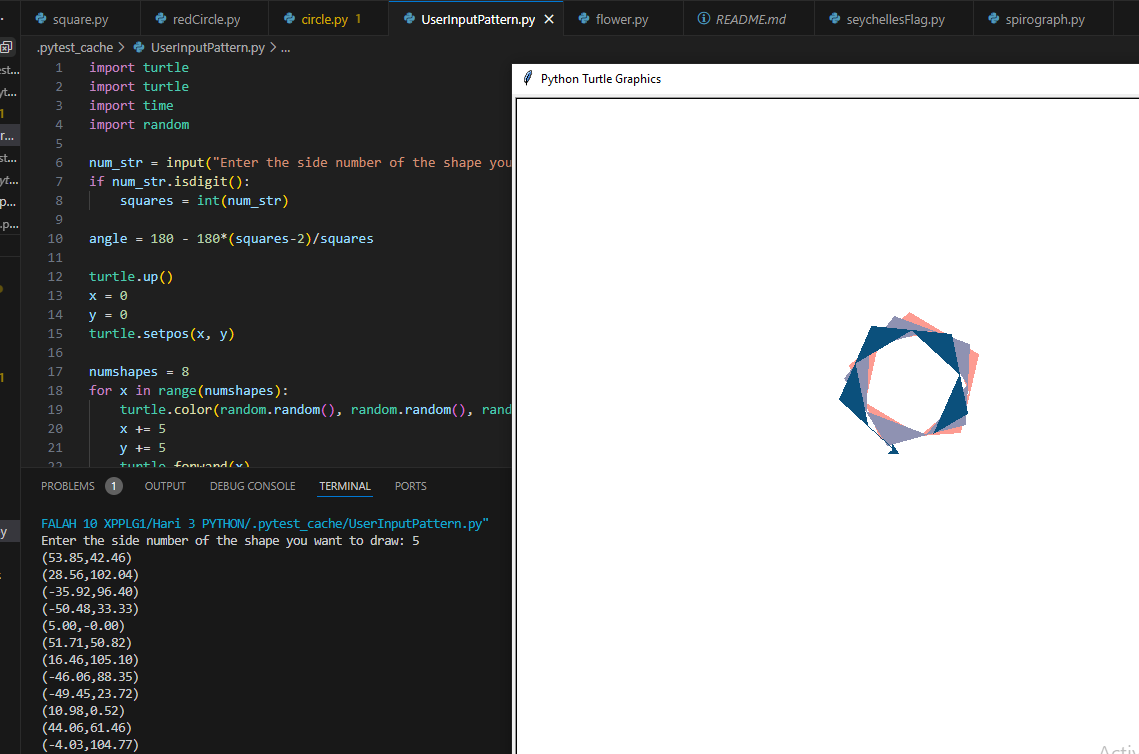 square.py redCircle.py circle.py 1 UserInputPattern.py flower.py README.md seychellesFlag.py spirograph.py
.pytest_cache > UserInputPattern.py > ...
Python Turtle Graphics
1 import turtle
2 import turtle
3 import time
4 import random
5
6 num_str = input("Enter the side number of the shape you
7 if num_str.isdigit():
8 squares = int(num_str)
9
10 angle = 180 - 180*(squares-2)/squares
11
12 turtle.up()
13 x = 0
14 y = 0
15 turtle.setpos(x, y)
16
17 numshapes = 8
18 for x in range(numshapes):
19 turtle.color(random.random(), random.random(), rand
20 x += 5
21 y += 5
22 turtle.forward(x)
PROBLEMS 1 OUTPUT DEBUG CONSOLE TERMINAL PORTS
FALAH 10 XPPLG1/Hari 3 PYTHON/.pytest_cache/UserInputPattern.py"
Enter the side number of the shape you want to draw: 5
(53.85,42.46)
(28.56,102.04)
(-35.92,96.40)
(-50.48,33.33)
(5.00,-0.00)
(51.71,50.82)
(16.46,105.10)
(-46.06,88.35)
(-49.45,23.72)
(10.98,0.52)
(44.06,61.46)
(-4.03,104.77)